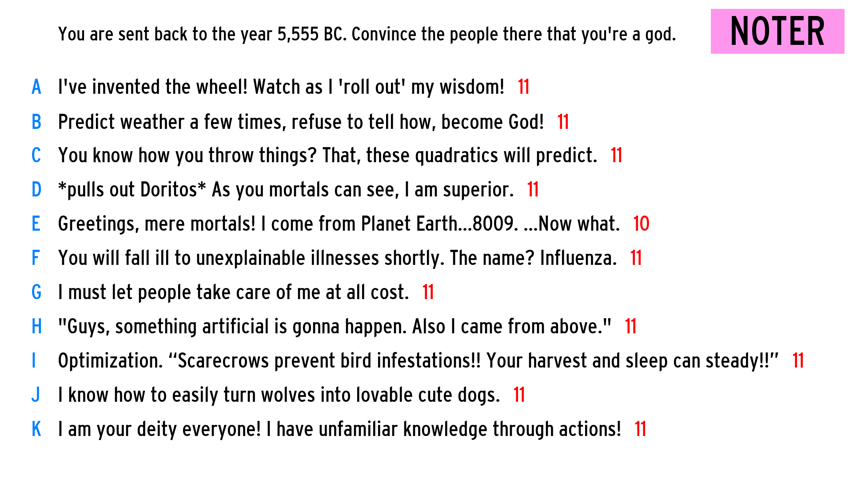 You are sent back to the year 5,555 BC. Convince the people there that you're a god.
NOTER
A I've invented the wheel! Watch as I 'roll out' my wisdom! 11
B Predict weather a few times, refuse to tell how, become God! 11
C You know how you throw things? That, these quadratics will predict. 11
D *pulls out Doritos* As you mortals can see, I am superior. 11
E Greetings, mere mortals! I come from Planet Earth...8009. ...Now what. 10
F You will fall ill to unexplainable illnesses shortly. The name? Influenza. 11
G I must let people take care of me at all cost. 11
H "Guys, something artificial is gonna happen. Also I came from above." 11
I Optimization. “Scarecrows prevent bird infestations!! Your harvest and sleep can steady!!” 11
J I know how to easily turn wolves into lovable cute dogs. 11
K I am your deity everyone! I have unfamiliar knowledge through actions! 11